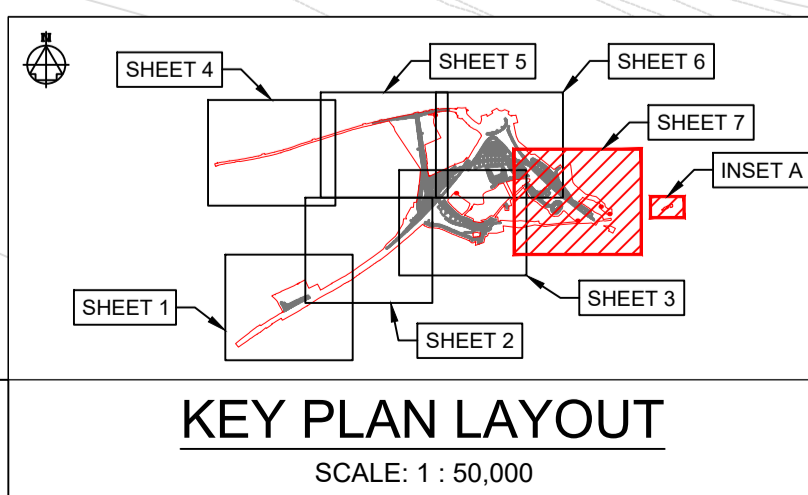 N
SHEET 4
SHEET 5
SHEET 6
SHEET 7
INSET A
SHEET 1
SHEET 2
SHEET 3
KEY PLAN LAYOUT
SCALE: 1 : 50,000